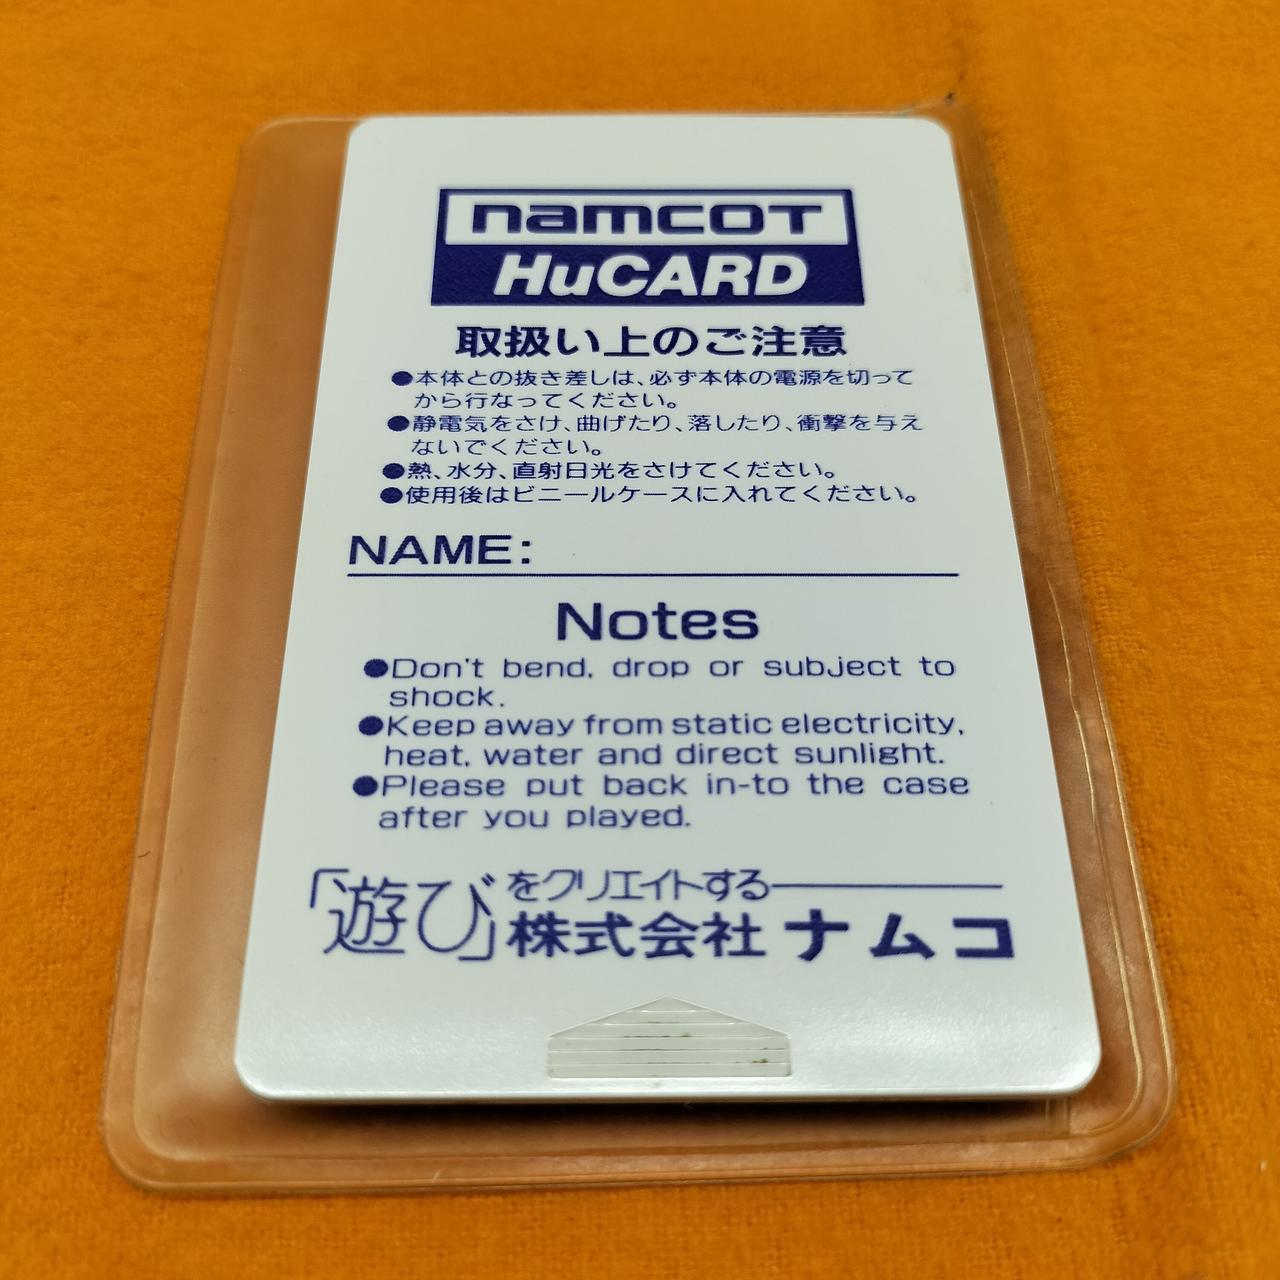 namcoT
HuCARD
取扱い上のご注意
●本体との抜き差しは、必ず本体の電源を切って
から行なってください。
●静電気をさけ、曲げたり、落したり、衝撃を与え
ないでください。
●熱、水分、直射日光をさけてください。
●使用後はビニールケースに入れてください。
NAME:
Notes
●Don't bend, drop or subject to
shock.
●Keep away from static electricity,
heat, water and direct sunlight.
●Please put back in-to the case
after you played.
「遊び」をクリエイトする
株式会社ナムコ